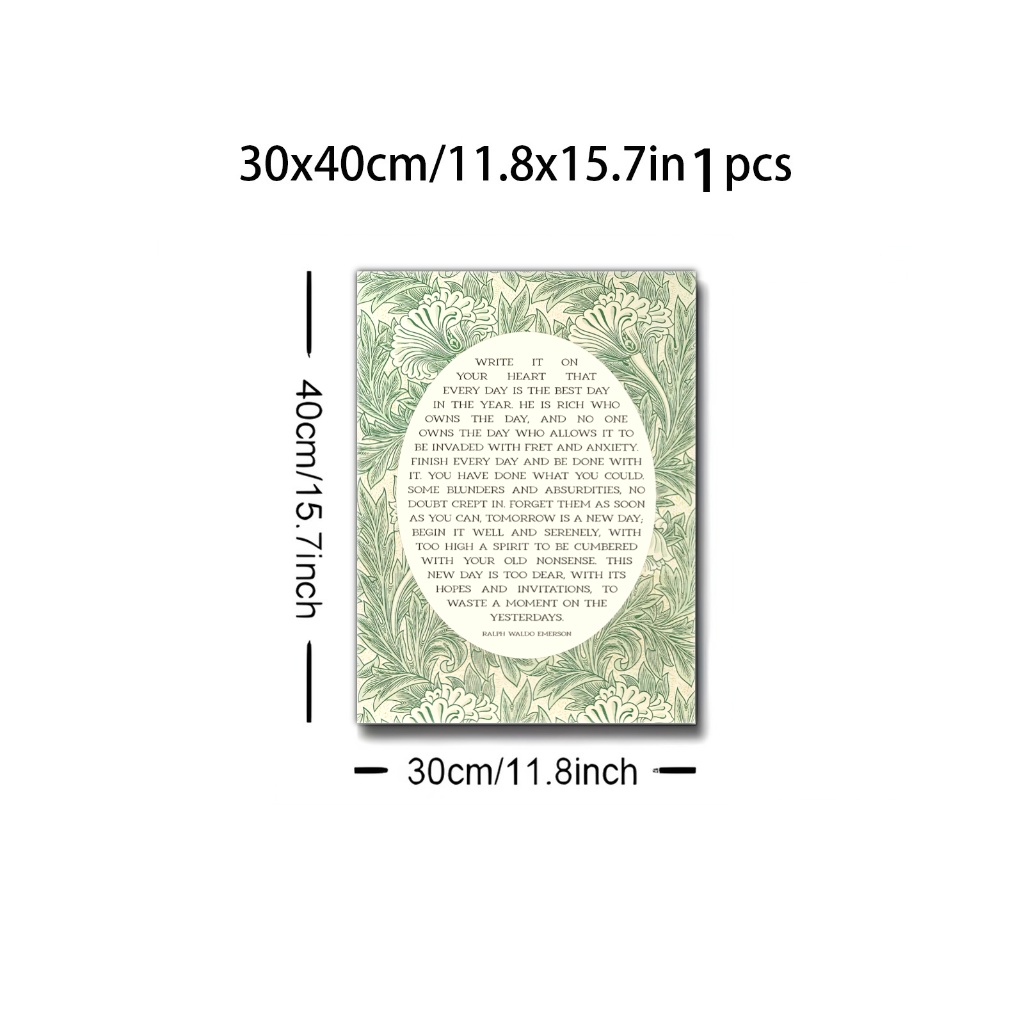 30x40cm/11.8x15.7in 1 pcs
40cm/15.7inch
WRITE IT ON
YOUR HEART THAT
EVERY DAY IS THE BEST DAY
IN THE YEAR. HE IS RICH WHO
OWNS THE DAY, AND NO ONE
OWNS THE DAY WHO ALLOWS IT TO
BE INVADED WITH FRET AND ANXIETY.
FINISH EVERY DAY AND BE DONE WITH
IT. YOU HAVE DONE WHAT YOU COULD.
SOME BLUNDERS AND ABSURDITIES, NO
DOUBT CREPT IN. FORGET THEM AS SOON
AS YOU CAN, TOMORROW IS A NEW DAY;
BEGIN IT WELL AND SERENELY, WITH
TOO HIGH A SPIRIT TO BE CUMBERED
WITH YOUR OLD NONSENSE. THIS
NEW DAY IS TOO DEAR, WITH ITS
HOPES AND INVITATIONS, TO
WASTE A MOMENT ON THE
YESTERDAYS.
RALPH WALDO EMERSON
30cm/11.8inch